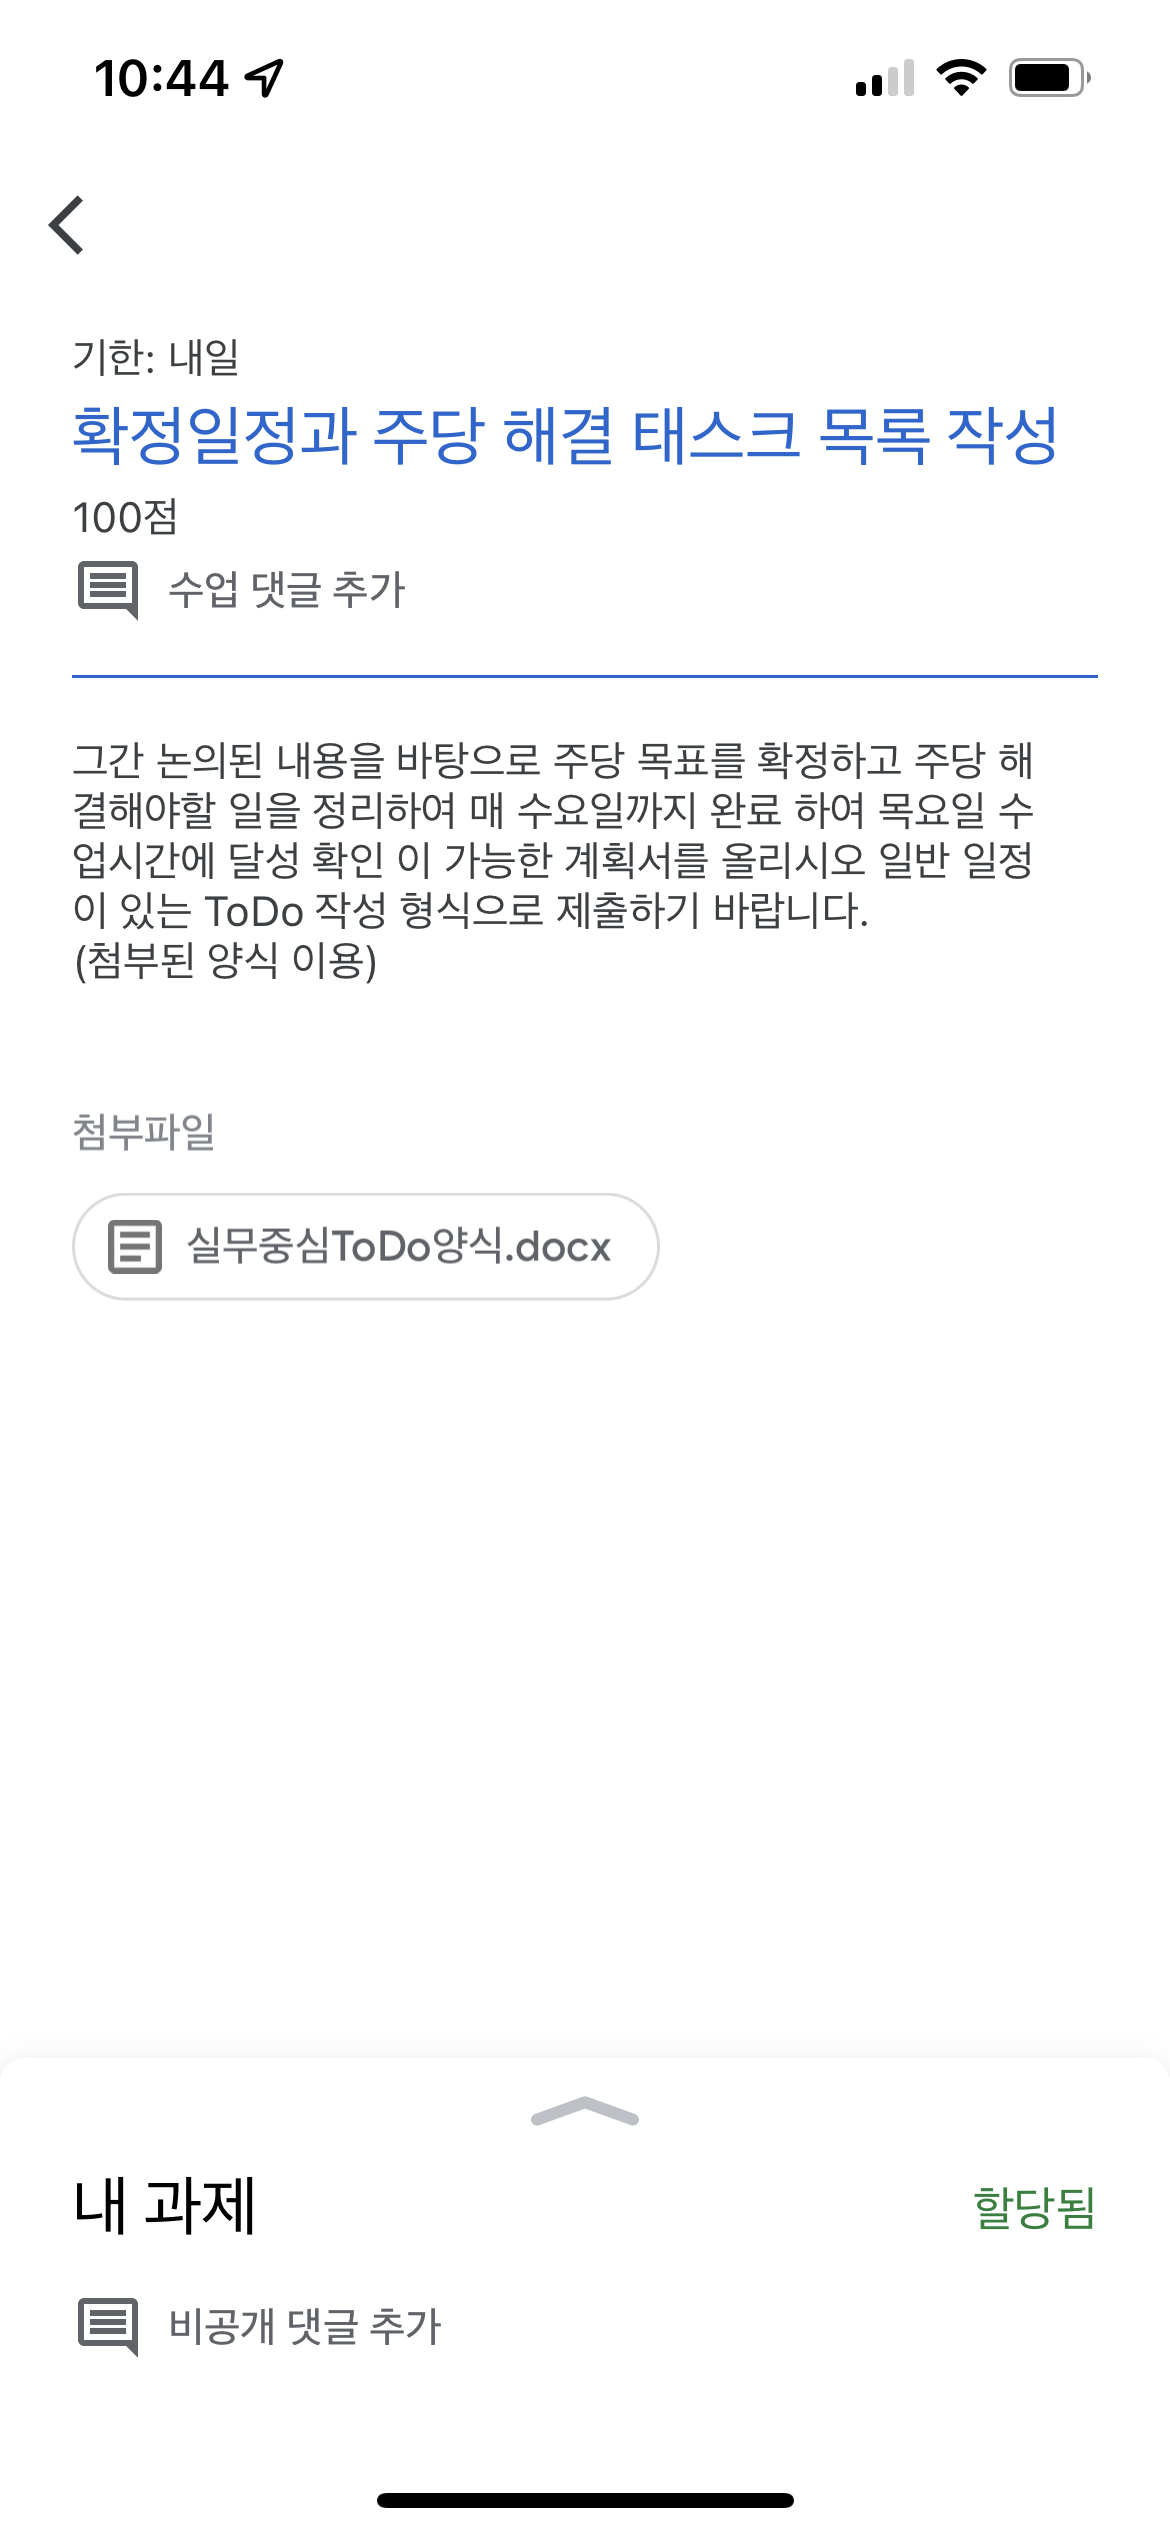 10:44
기한: 내일
확정일정과 주당 해결 태스크 목록 작성
100점
수업 댓글 추가
그간 논의된 내용을 바탕으로 주당 목표를 확정하고 주당 해
결해야할 일을 정리하여 매 수요일까지 완료 하여 목요일 수
업시간에 달성 확인 이 가능한 계획서를 올리시오 일반 일정
이 있는 ToDo 작성 형식으로 제출하기 바랍니다.
(첨부된 양식 이용)
첨부파일
실무중심ToDo양식.docx
내 과제
할당됨
비공개 댓글 추가